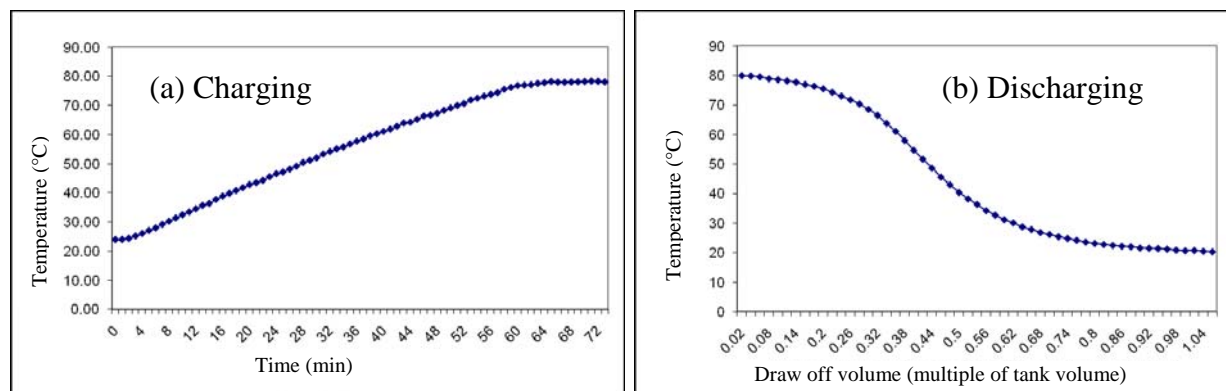 (a) Charging
Temperature (°C)
90.00
80.00
70.00
60.00
50.00
40.00
30.00
20.00
10.00
0.00
0 4 8 12 16 20 24 28 32 36 40 44 48 52 56 60 64 68 72
Time (min)
(b) Discharging
Temperature (°C)
90
80
70
60
50
40
30
20
10
0
0.02 0.08 0.14 0.2 0.26 0.32 0.38 0.44 0.5 0.56 0.62 0.68 0.74 0.8 0.86 0.92 0.98 1.04
Draw off volume (multiple of tank volume)